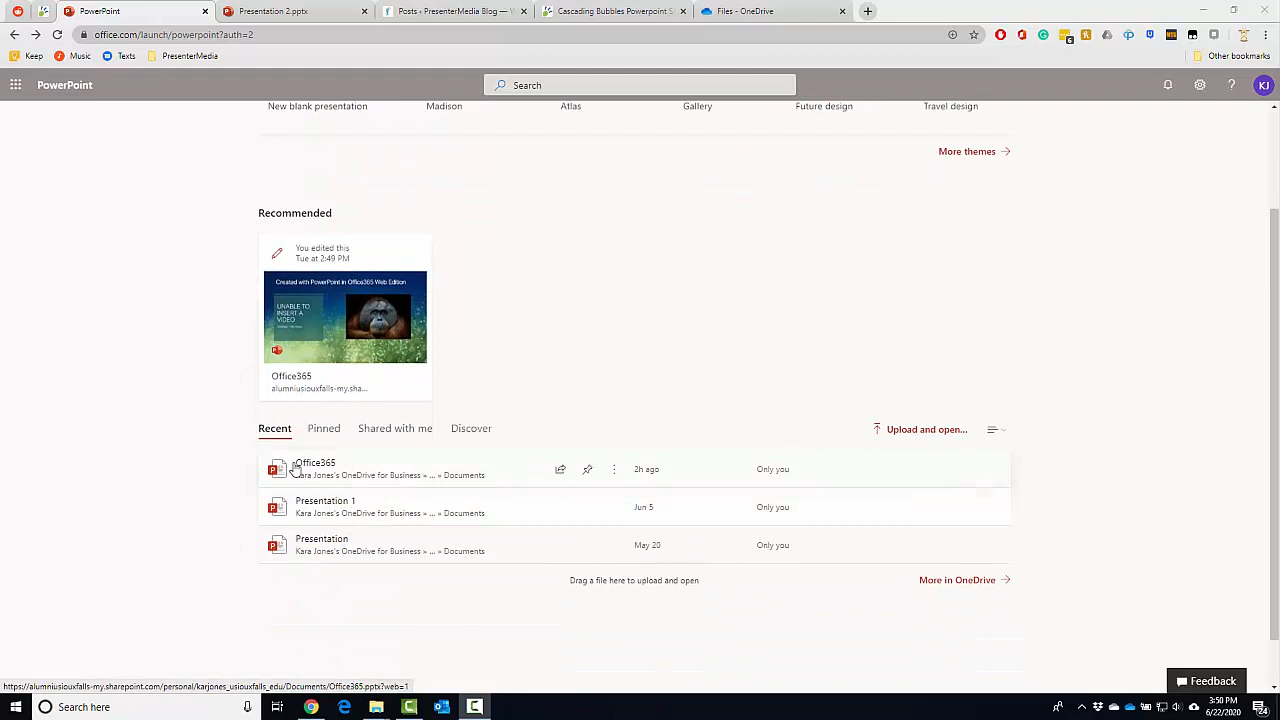 PowerPoint
Presentation 2.pptx
Posts ‹ PresenterMedia Blog — W
Cascading Bubbles Powerpoint S
Files - OneDrive
office.com/launch/powerpoint?auth=2
Keep
Music
Texts
PresenterMedia
Other bookmarks
PowerPoint
Search
KJ
New blank presentation
Madison
Atlas
Gallery
Future design
Travel design
More themes
Recommended
You edited this
Tue at 2:49 PM
Created with PowerPoint in Office365 Web Edition
UNABLE TO
INSERT A
VIDEO
Office365
alumniusiouxfalls-my.sha...
Recent Pinned Shared with me Discover
Upload and open...
Office365
Kara Jones's OneDrive for Business » ... » Documents
2h ago
Only you
Presentation 1
Kara Jones's OneDrive for Business » ... » Documents
Jun 5
Only you
Presentation
Kara Jones's OneDrive for Business » ... » Documents
May 20
Only you
Drag a file here to upload and open
More in OneDrive
Feedback
https://alumniusiouxfalls-my.sharepoint.com/personal/karjones_usiouxfalls_edu/Documents/Office365.pptx?web=1
Search here
3:50 PM
6/22/2020